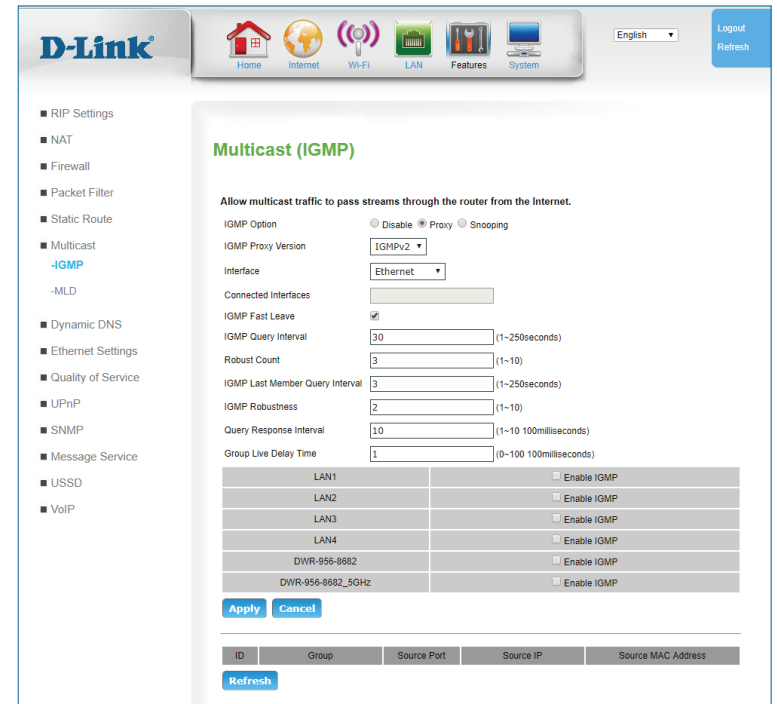 D-Link
Home Internet Wi-Fi LAN Features System
English
Logout
Refresh
RIP Settings
NAT
Firewall
Packet Filter
Static Route
Multicast
-IGMP
-MLD
Dynamic DNS
Ethernet Settings
Quality of Service
UPnP
SNMP
Message Service
USSD
VoIP
Multicast (IGMP)
Allow multicast traffic to pass streams through the router from the Internet.
IGMP Option Disable Proxy Snooping
IGMP Proxy Version IGMPv2
Interface Ethernet
Connected Interfaces
IGMP Fast Leave
IGMP Query Interval 30 (1~250seconds)
Robust Count 3 (1~10)
IGMP Last Member Query Interval 3 (1~250seconds)
IGMP Robustness 2 (1~10)
Query Response Interval 10 (1~10 100milliseconds)
Group Live Delay Time 1 (0~100 100milliseconds)
LAN1 Enable IGMP
LAN2 Enable IGMP
LAN3 Enable IGMP
LAN4 Enable IGMP
DWR-956-8682 Enable IGMP
DWR-956-8682_5GHz Enable IGMP
Apply Cancel
ID Group Source Port Source IP Source MAC Address
Refresh